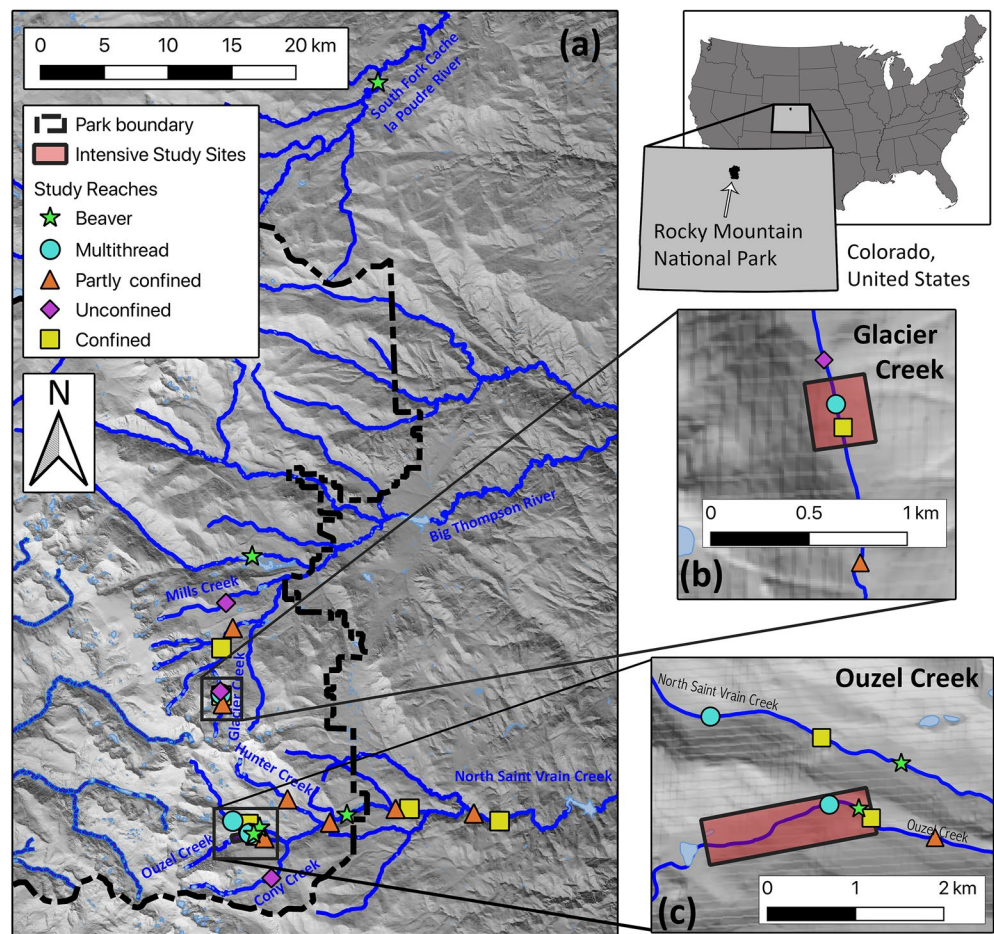 0 5 10 15 20 km
(a)
Park boundary
Intensive Study Sites
Study Reaches
Beaver
Multithread
Partly confined
Unconfined
Confined
N
South Fork Cache
la Poudre River
Big Thompson River
Mills Creek
Glacier Creek
Hunter Creek
North Saint Vrain Creek
Ouzel Creek
Cony Creek
Rocky Mountain
National Park
Colorado,
United States
Glacier
Creek
0 0.5 1 km
(b)
Ouzel Creek
North Saint Vrain Creek
Ouzel Creek
0 1 2 km
(c)